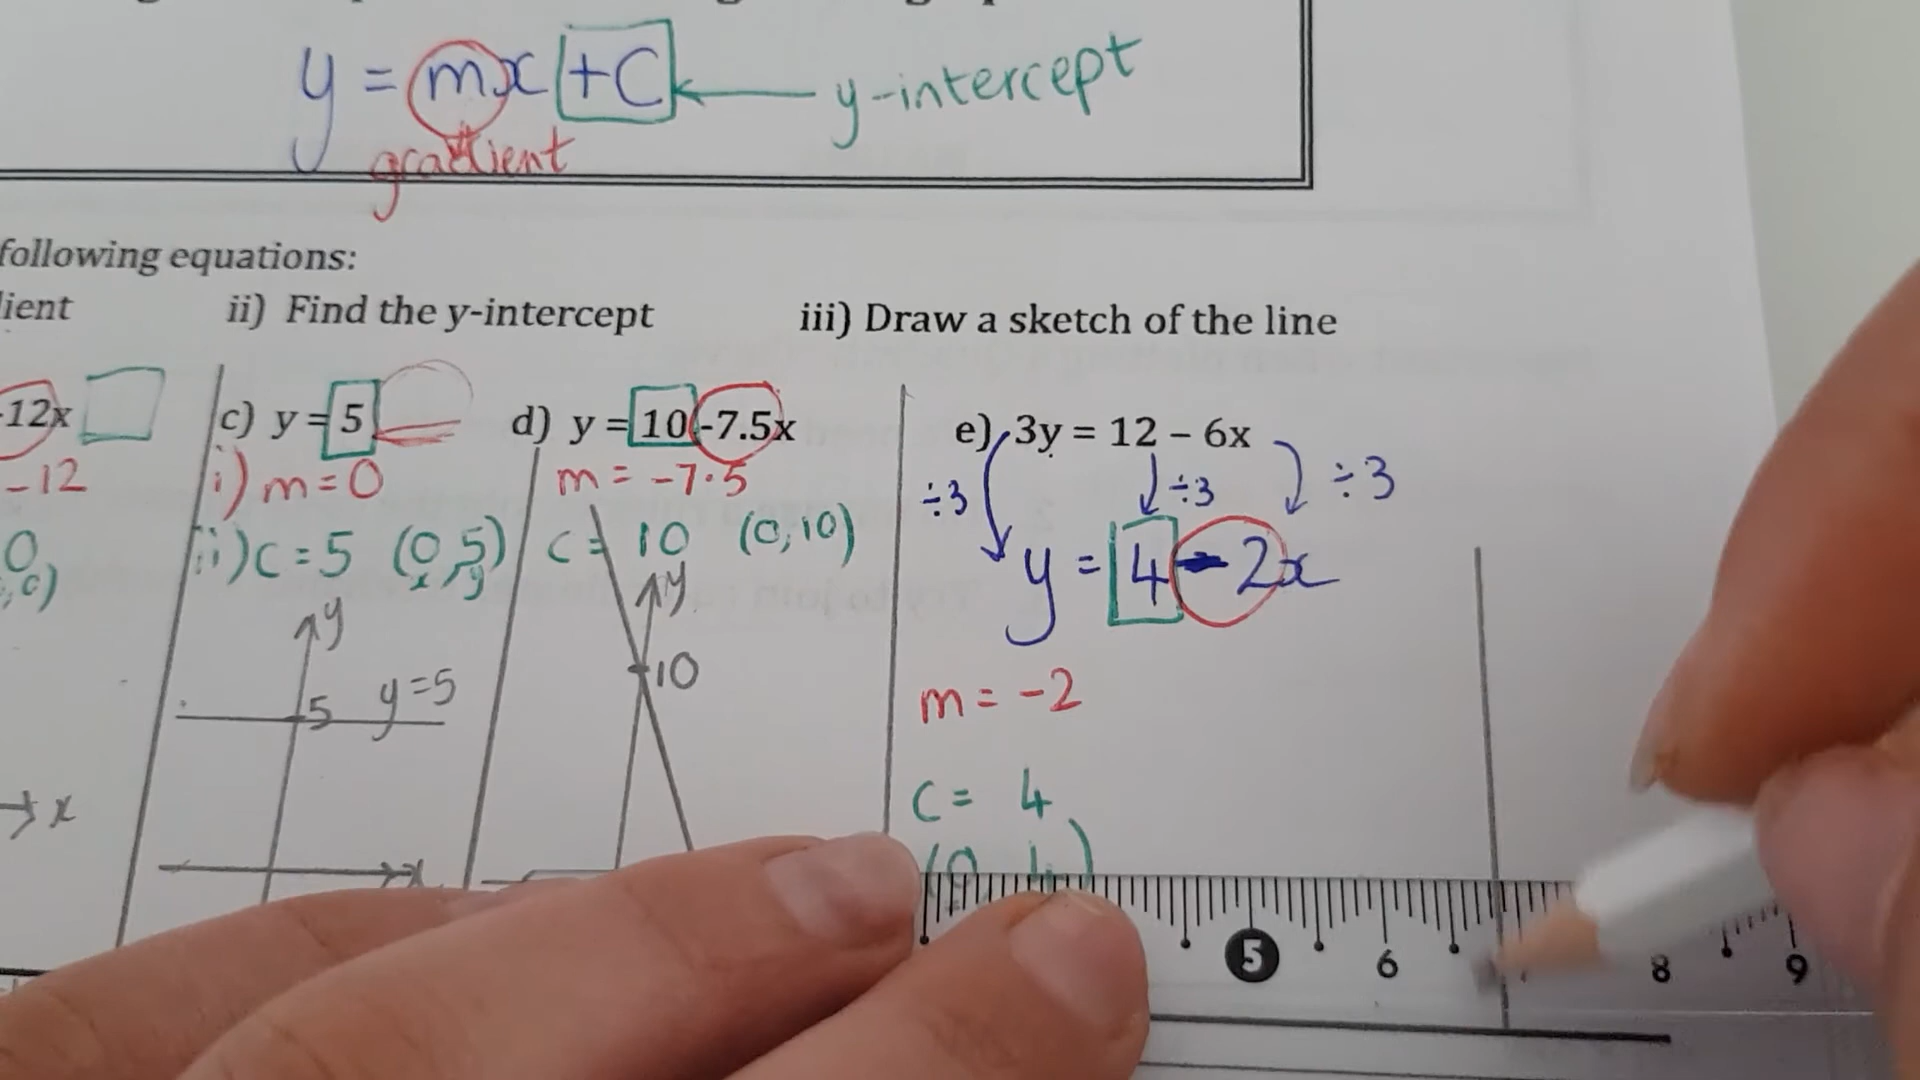 y = mx + C ← y-intercept
gradient
following equations:
ii) Find the y-intercept
iii) Draw a sketch of the line
-12x
c) y = 5
d) y = 10 -7.5x
e) 3y = 12 – 6x
-12
i) m = 0
m = -7.5
÷3
÷3
÷3
ii) C = 5 (0,5)
x y
C = 10 (0,10)
y = 4 - 2x
y
y
5
y=5
10
m = -2
x
C = 4
x
(0, 4)
5 6 8 9